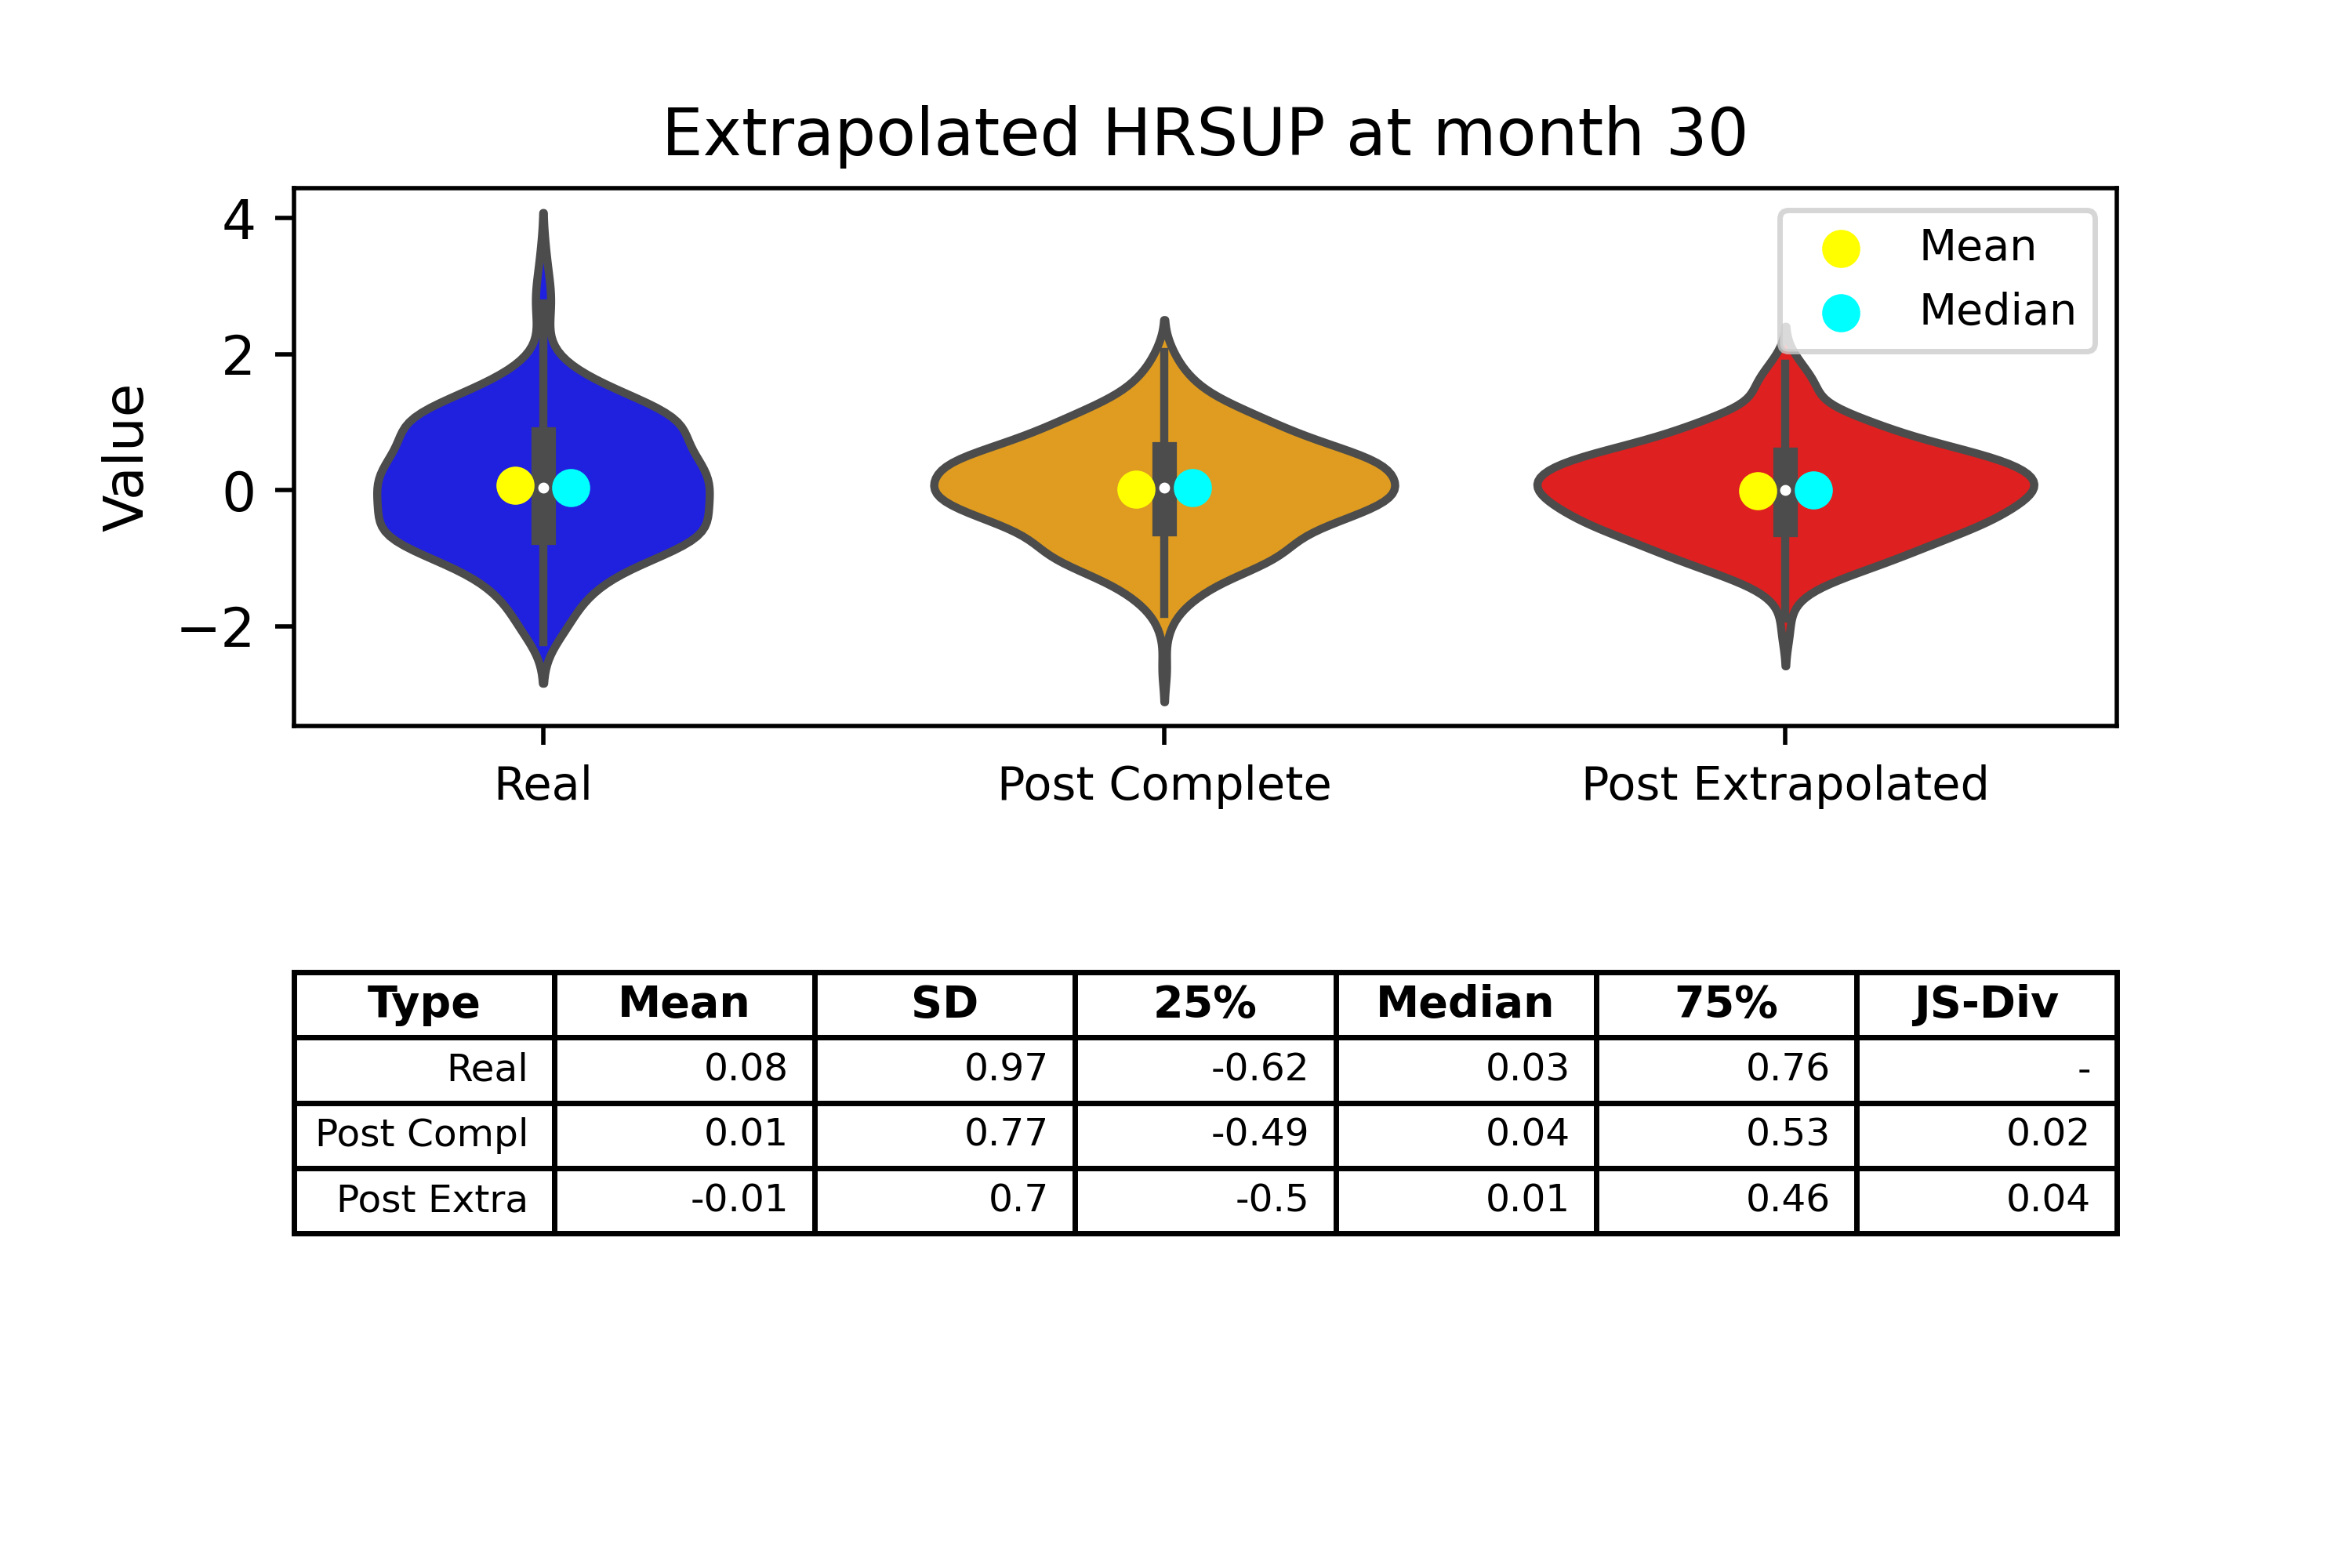 Extrapolated HRSUP at month 30
4
2
0
−2
Value
Mean
Median
Real Post Complete Post Extrapolated
Type Mean SD 25% Median 75% JS-Div
Real 0.08 0.97 -0.62 0.03 0.76 -
Post Compl 0.01 0.77 -0.49 0.04 0.53 0.02
Post Extra -0.01 0.7 -0.5 0.01 0.46 0.04